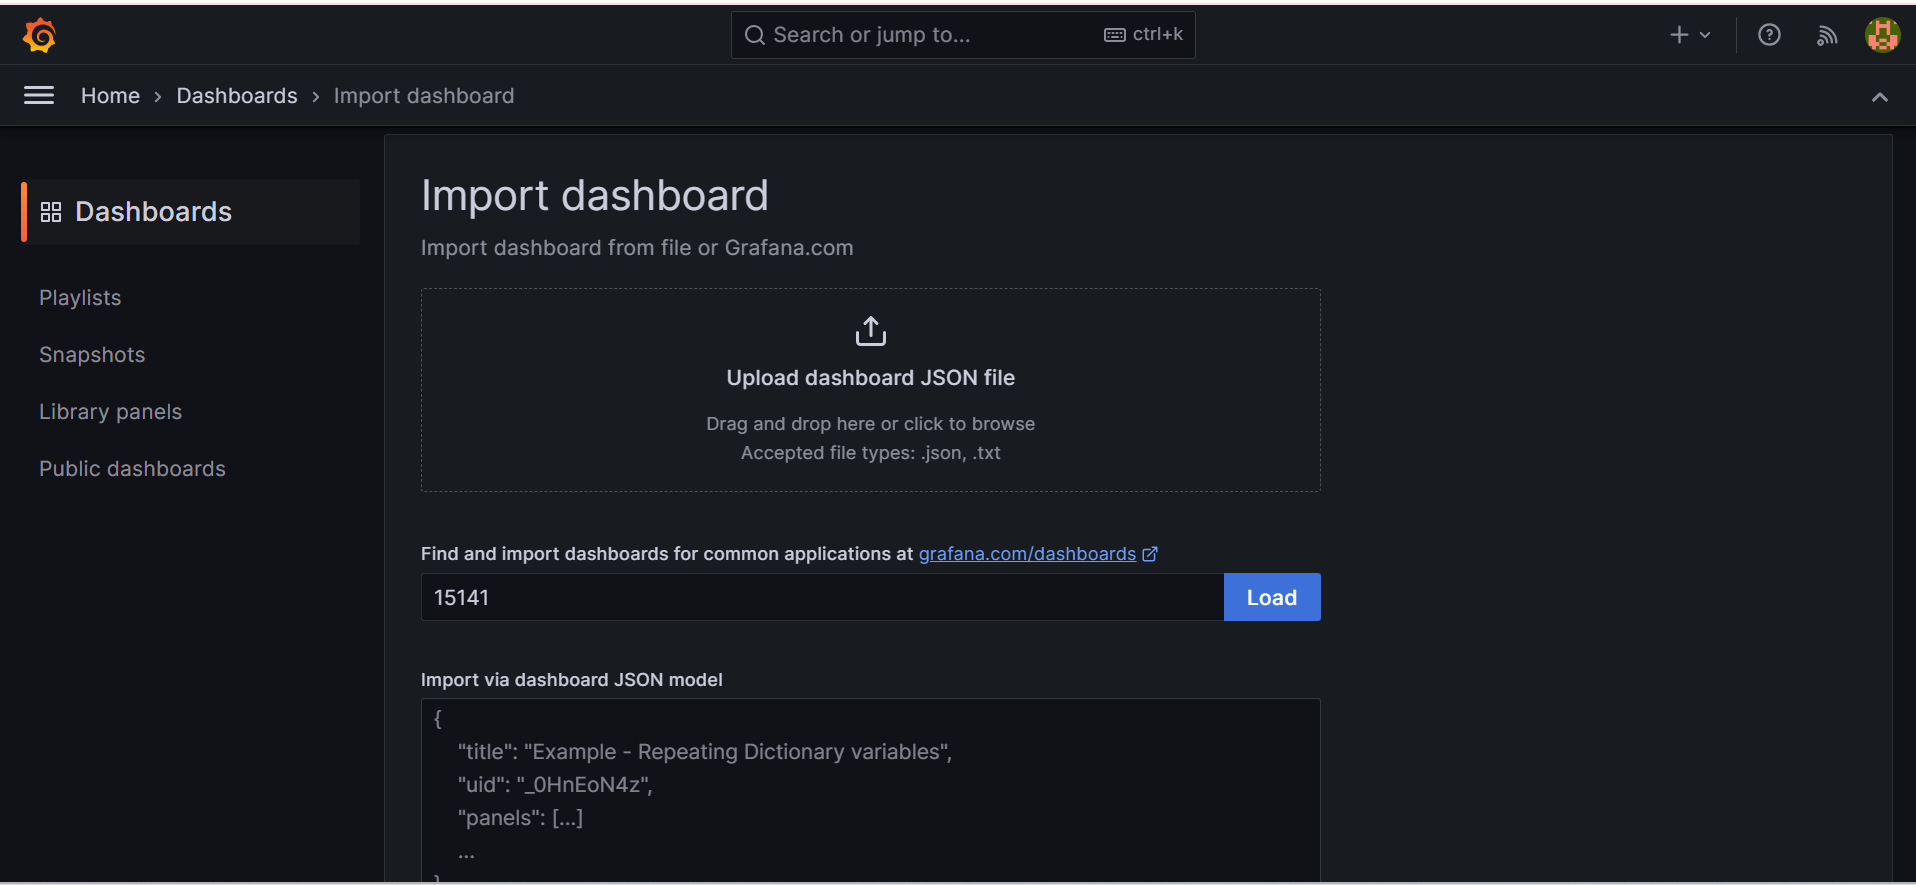 Search or jump to...
ctrl+k
Home › Dashboards › Import dashboard
Dashboards
Playlists
Snapshots
Library panels
Public dashboards
Import dashboard
Import dashboard from file or Grafana.com
Upload dashboard JSON file
Drag and drop here or click to browse
Accepted file types: .json, .txt
Find and import dashboards for common applications at grafana.com/dashboards
15141
Load
Import via dashboard JSON model
{
"title": "Example - Repeating Dictionary variables",
"uid": "_0HnEoN4z",
"panels": [...]
...
}